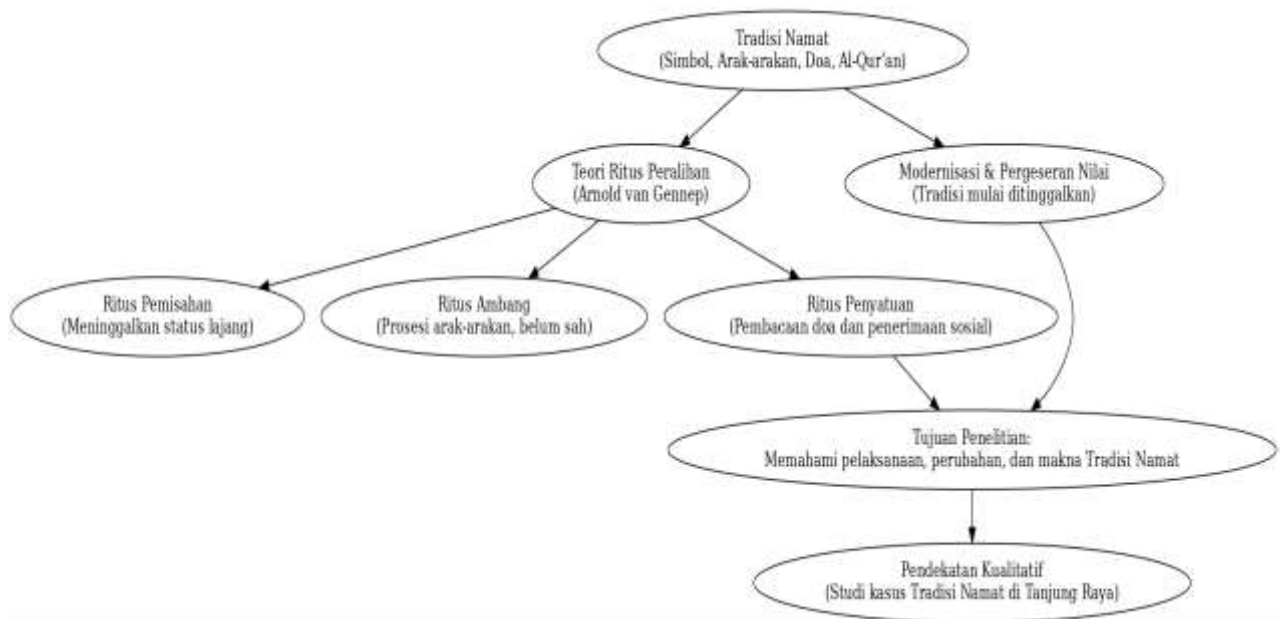 Tradisi Namat
(Simbol, Arak-arakan, Doa, Al-Qur'an)
Teori Ritus Peralihan
(Arnold van Gennep)
Modernisasi & Pergeseran Nilai
(Tradisi mulai ditinggalkan)
Ritus Pemisahan
(Meninggalkan status lajang)
Ritus Ambang
(Prosesi arak-arakan, belum sah)
Ritus Penyatuan
(Pembacaan doa dan penerimaan sosial)
Tujuan Penelitian:
Memahami pelaksanaan, perubahan, dan makna Tradisi Namat
Pendekatan Kualitatif
(Studi kasus Tradisi Namat di Tanjung Raya)